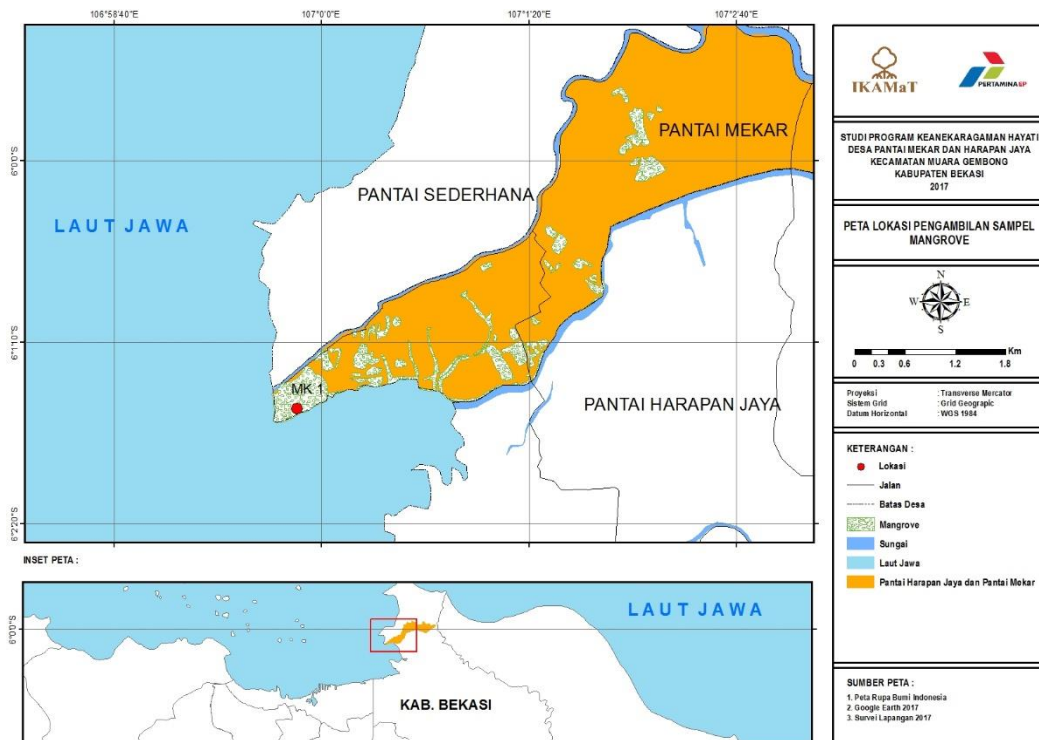 106°58'40"E
107°0'0"E
107°1'20"E
107°2'40"E
6°0'0"S
6°1'10"S
6°2'20"S
LAUT JAWA
PANTAI SEDERHANA
PANTAI MEKAR
PANTAI HARAPAN JAYA
MK 1
INSET PETA :
6°0'0"S
LAUT JAWA
KAB. BEKASI
IKAMaT
PERTAMINA EP
STUDI PROGRAM KEANEKARAGAMAN HAYATI
DESA PANTAI MEKAR DAN HARAPAN JAYA
KECAMATAN MUARA GEMBONG
KABUPATEN BEKASI
2017
PETA LOKASI PENGAMBILAN SAMPEL
MANGROVE
N
W E
S
0 0.3 0.6 1.2 1.8 Km
Proyeksi : Transverse Mercator
Sistem Grid : Grid Geograpic
Datum Horizontal : WGS 1984
KETERANGAN :
Lokasi
Jalan
Batas Desa
Mangrove
Sungai
Laut Jawa
Pantai Harapan Jaya dan Pantai Mekar
SUMBER PETA :
1. Peta Rupa Bumi Indonesia
2. Google Earth 2017
3. Survei Lapangan 2017